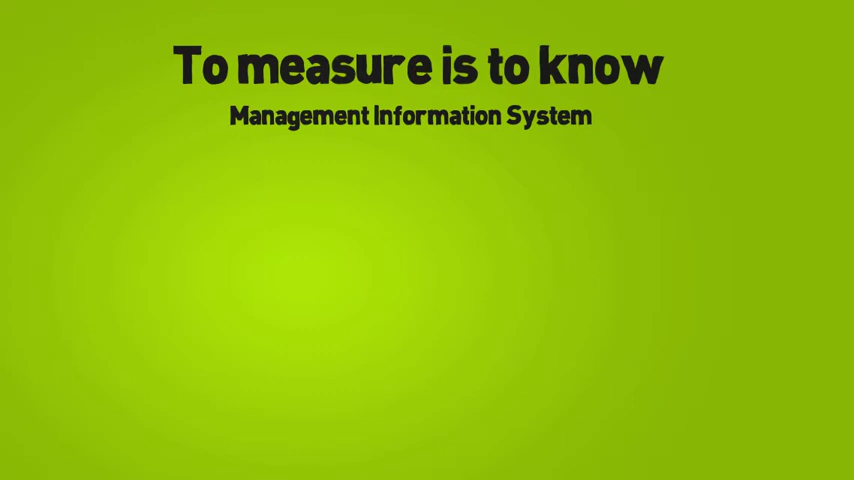 To measure is to know
Management Information System